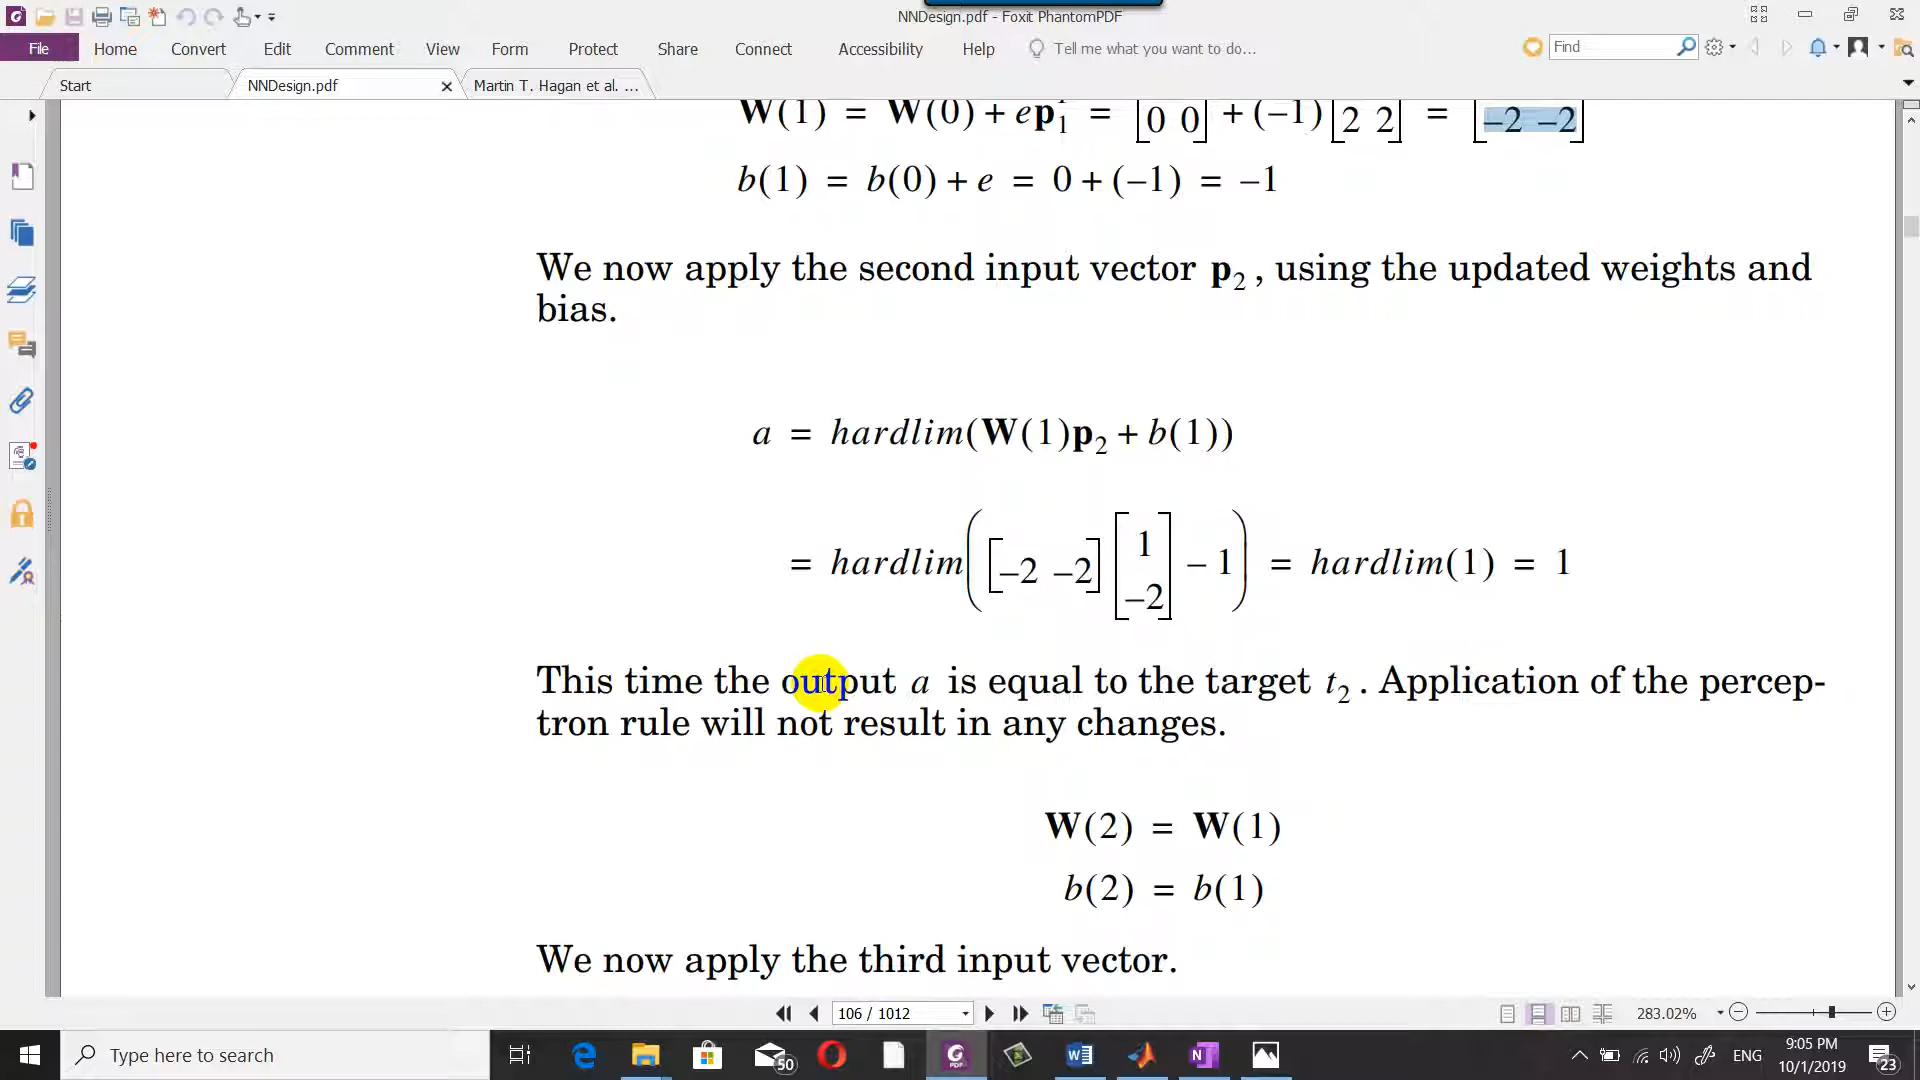 NNDesign.pdf - Foxit PhantomPDF
File Home Convert Edit Comment View Form Protect Share Connect Accessibility Help Tell me what you want to do... Find
Start NNDesign.pdf Martin T. Hagan et al. ...
W(1) = W(0) + ep₁ = [0 0] + (–1)[2 2] = [–2 –2]
b(1) = b(0) + e = 0 + (–1) = –1
We now apply the second input vector p₂, using the updated weights and
bias.
a = hardlim(W(1)p₂ + b(1))
= hardlim([–2 –2][1 –2] – 1) = hardlim(1) = 1
This time the output a is equal to the target t₂. Application of the percep-
tron rule will not result in any changes.
W(2) = W(1)
b(2) = b(1)
We now apply the third input vector.
106 / 1012 283.02%
Type here to search 50 ENG 9:05 PM
10/1/2019 23